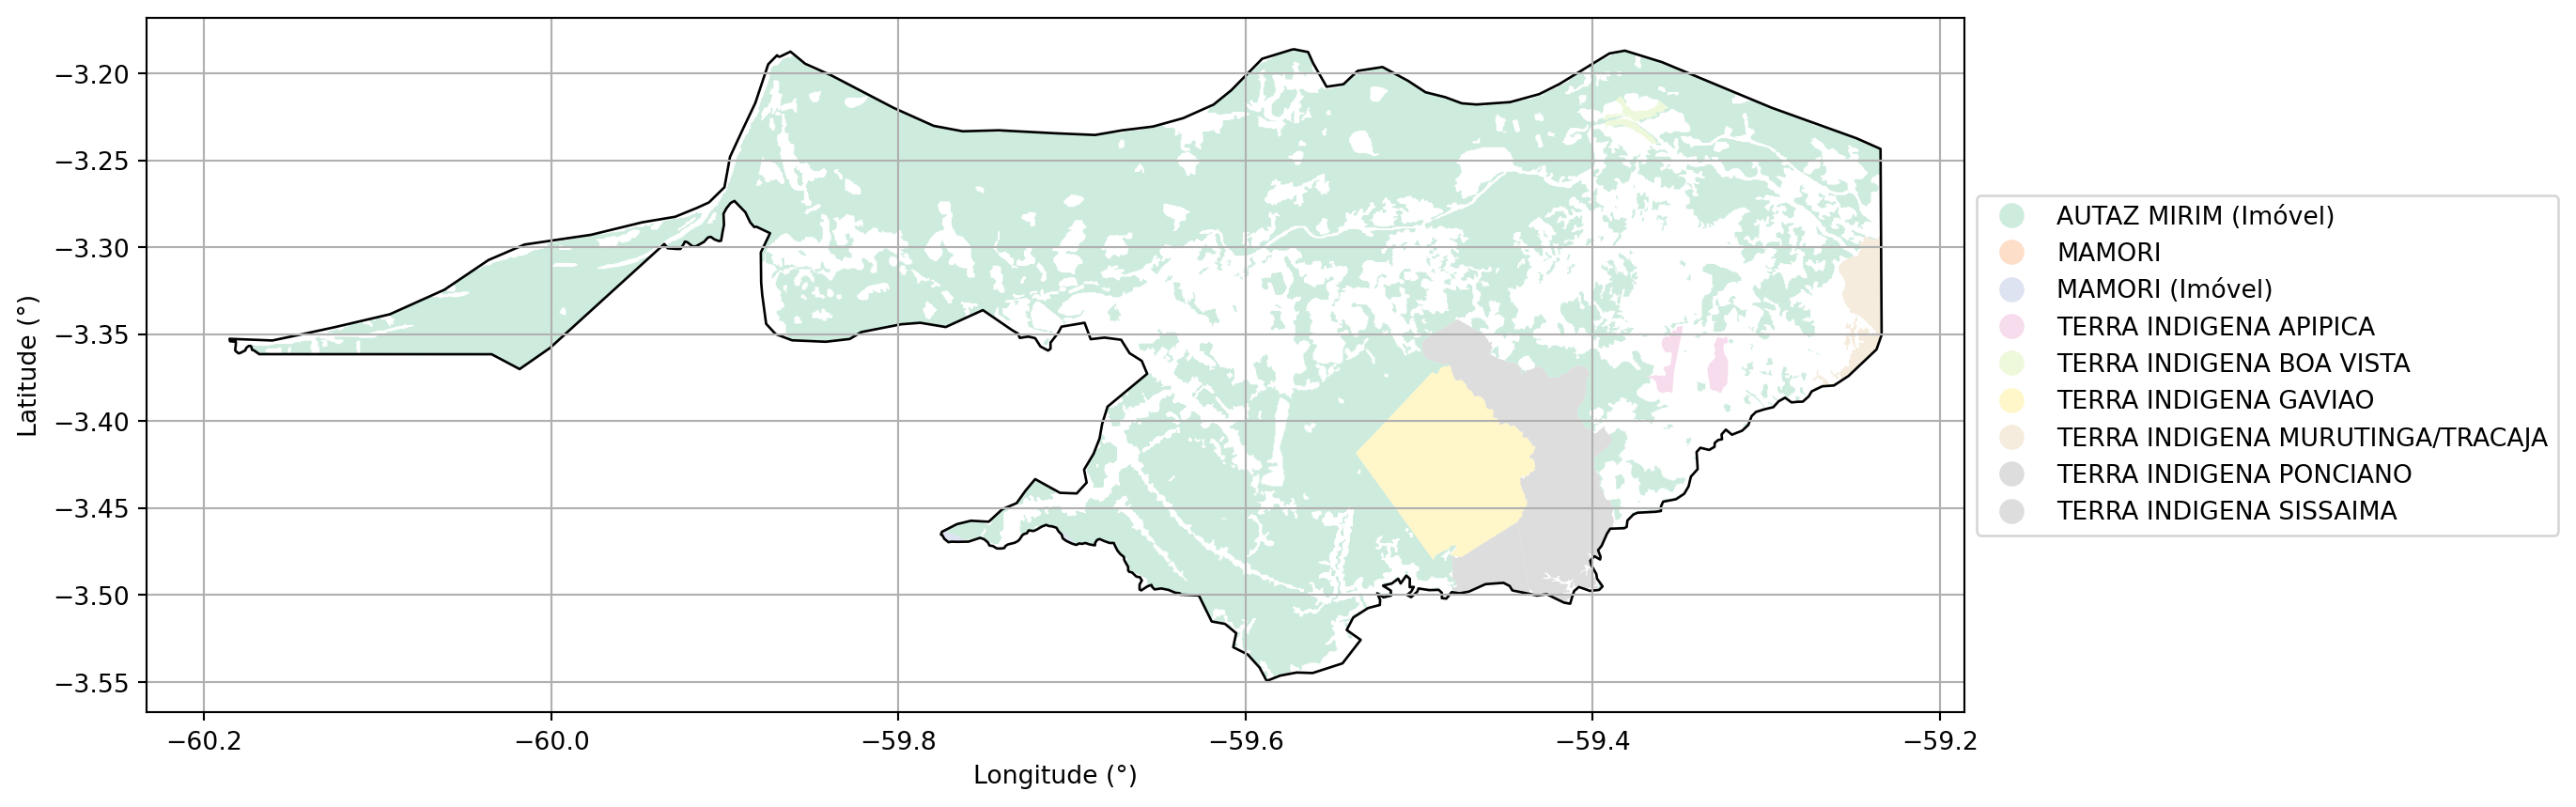 −3.20
−3.25
−3.30
−3.35
−3.40
−3.45
−3.50
−3.55
Latitude (°)
−60.2 −60.0 −59.8 −59.6 −59.4 −59.2
Longitude (°)
AUTAZ MIRIM (Imóvel)
MAMORI
MAMORI (Imóvel)
TERRA INDIGENA APIPICA
TERRA INDIGENA BOA VISTA
TERRA INDIGENA GAVIAO
TERRA INDIGENA MURUTINGA/TRACAJA
TERRA INDIGENA PONCIANO
TERRA INDIGENA SISSAIMA